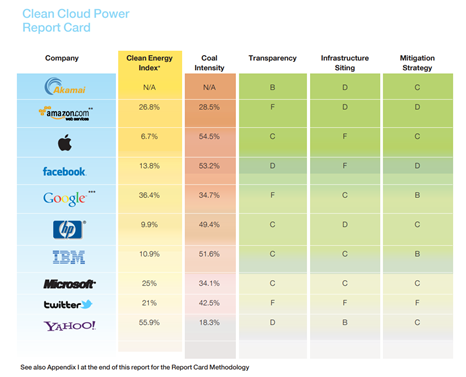 Clean Cloud Power
Report Card
Company Clean Energy Index* Coal Intensity Transparency Infrastructure Siting Mitigation Strategy
Akamai N/A N/A B D C
amazon.com** web services 26.8% 28.5% F D D
6.7% 54.5% C F C
facebook 13.8% 53.2% D F D
Google*** 36.4% 34.7% F C B
hp® 9.9% 49.4% C D C
IBM 10.9% 51.6% C C B
Microsoft® 25% 34.1% C C C
twitter 21% 42.5% F F F
YAHOO! 55.9% 18.3% D B C
See also Appendix I at the end of this report for the Report Card Methodology